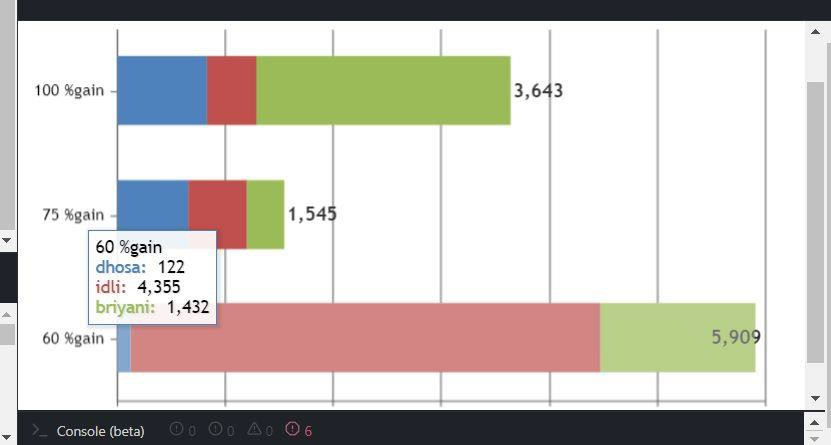 100 %gain
3,643
75 %gain
1,545
60 %gain
dhosa: 122
idli: 4,355
briyani: 1,432
60 %gain
5,909
>_ Console (beta)
0
0
0
6